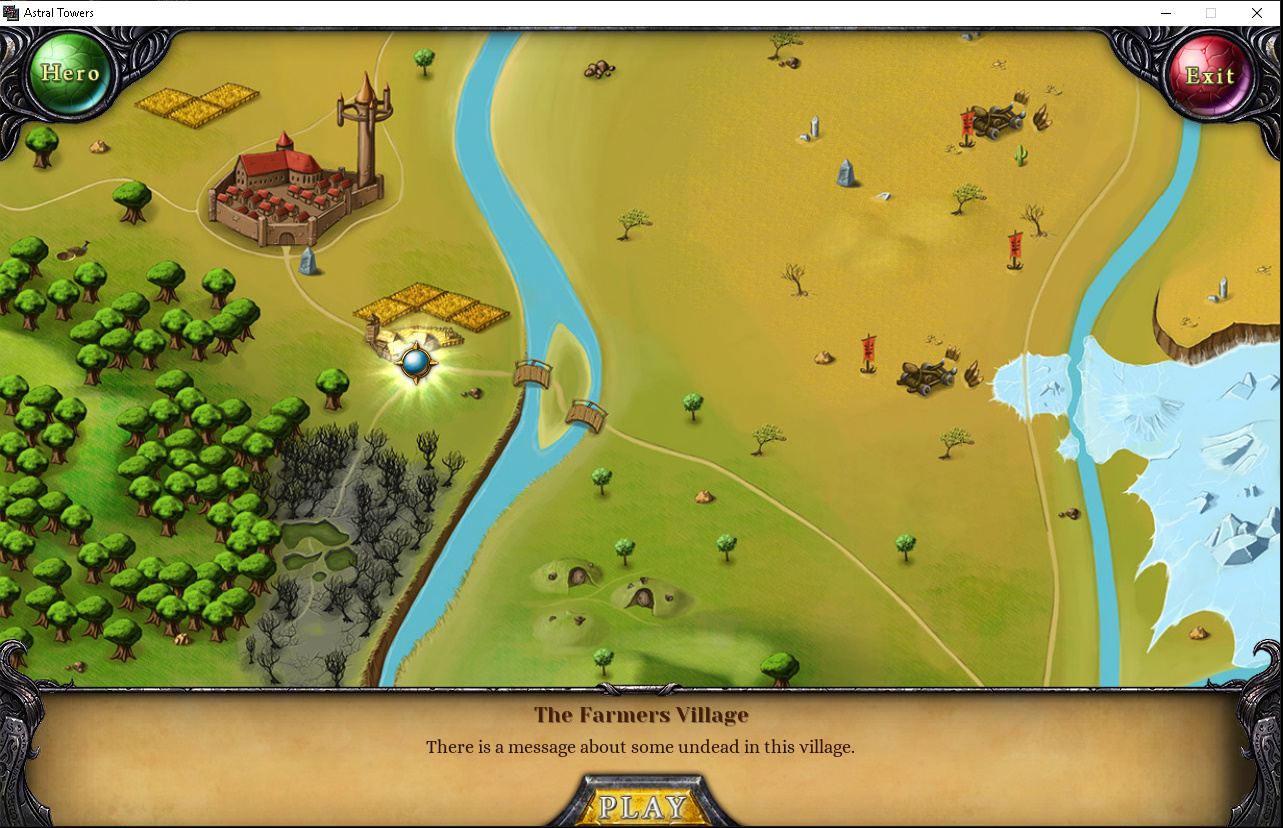 Astral Towers
Hero
Exit
The Farmers Village
There is a message about some undead in this village.
PLAY